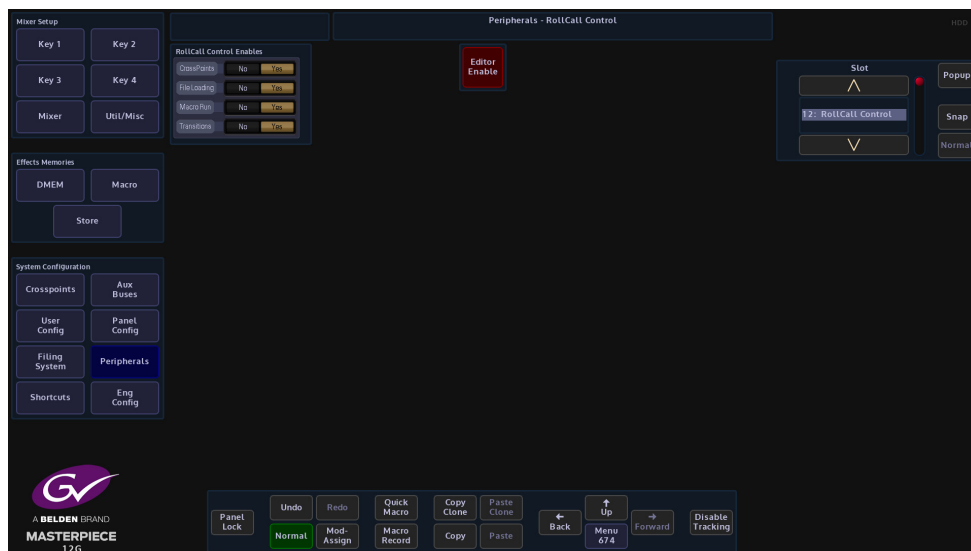 Mixer Setup
Key 1
Key 2
Key 3
Key 4
Mixer
Util/Misc
Effects Memories
DMEM
Macro
Store
System Configuration
Crosspoints
Aux
Buses
User
Config
Panel
Config
Filing
System
Peripherals
Shortcuts
Eng
Config
GV
A BELDEN BRAND
MASTERPIECE
12G
Peripherals - RollCall Control
HDD
RollCall Control Enables
CrossPoints No Yes
File Loading No Yes
Macro Run No Yes
Transitions No Yes
Editor
Enable
Slot
12: RollCall Control
Popup
Snap
Normal
Panel
Lock
Undo
Redo
Normal
Mod-
Assign
Quick
Macro
Macro
Record
Copy
Clone
Paste
Clone
Copy
Paste
Back
Up
Menu
674
Forward
Disable
Tracking